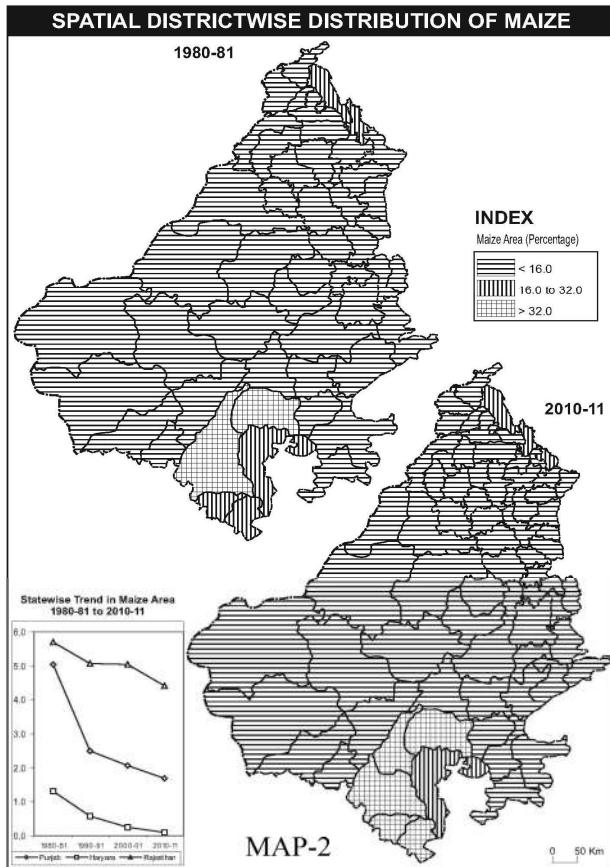 SPATIAL DISTRICTWISE DISTRIBUTION OF MAIZE
1980-81
INDEX
Maize Area (Percentage)
< 16.0
16.0 to 32.0
> 32.0
2010-11
Statewise Trend in Maize Area
1980-81 to 2010-11
6.0
5.0
4.0
3.0
2.0
1.0
0.0
1980-81 1990-91 2000-01 2010-11
Punjab Haryana Rajasthan
MAP-2
0 50 Km